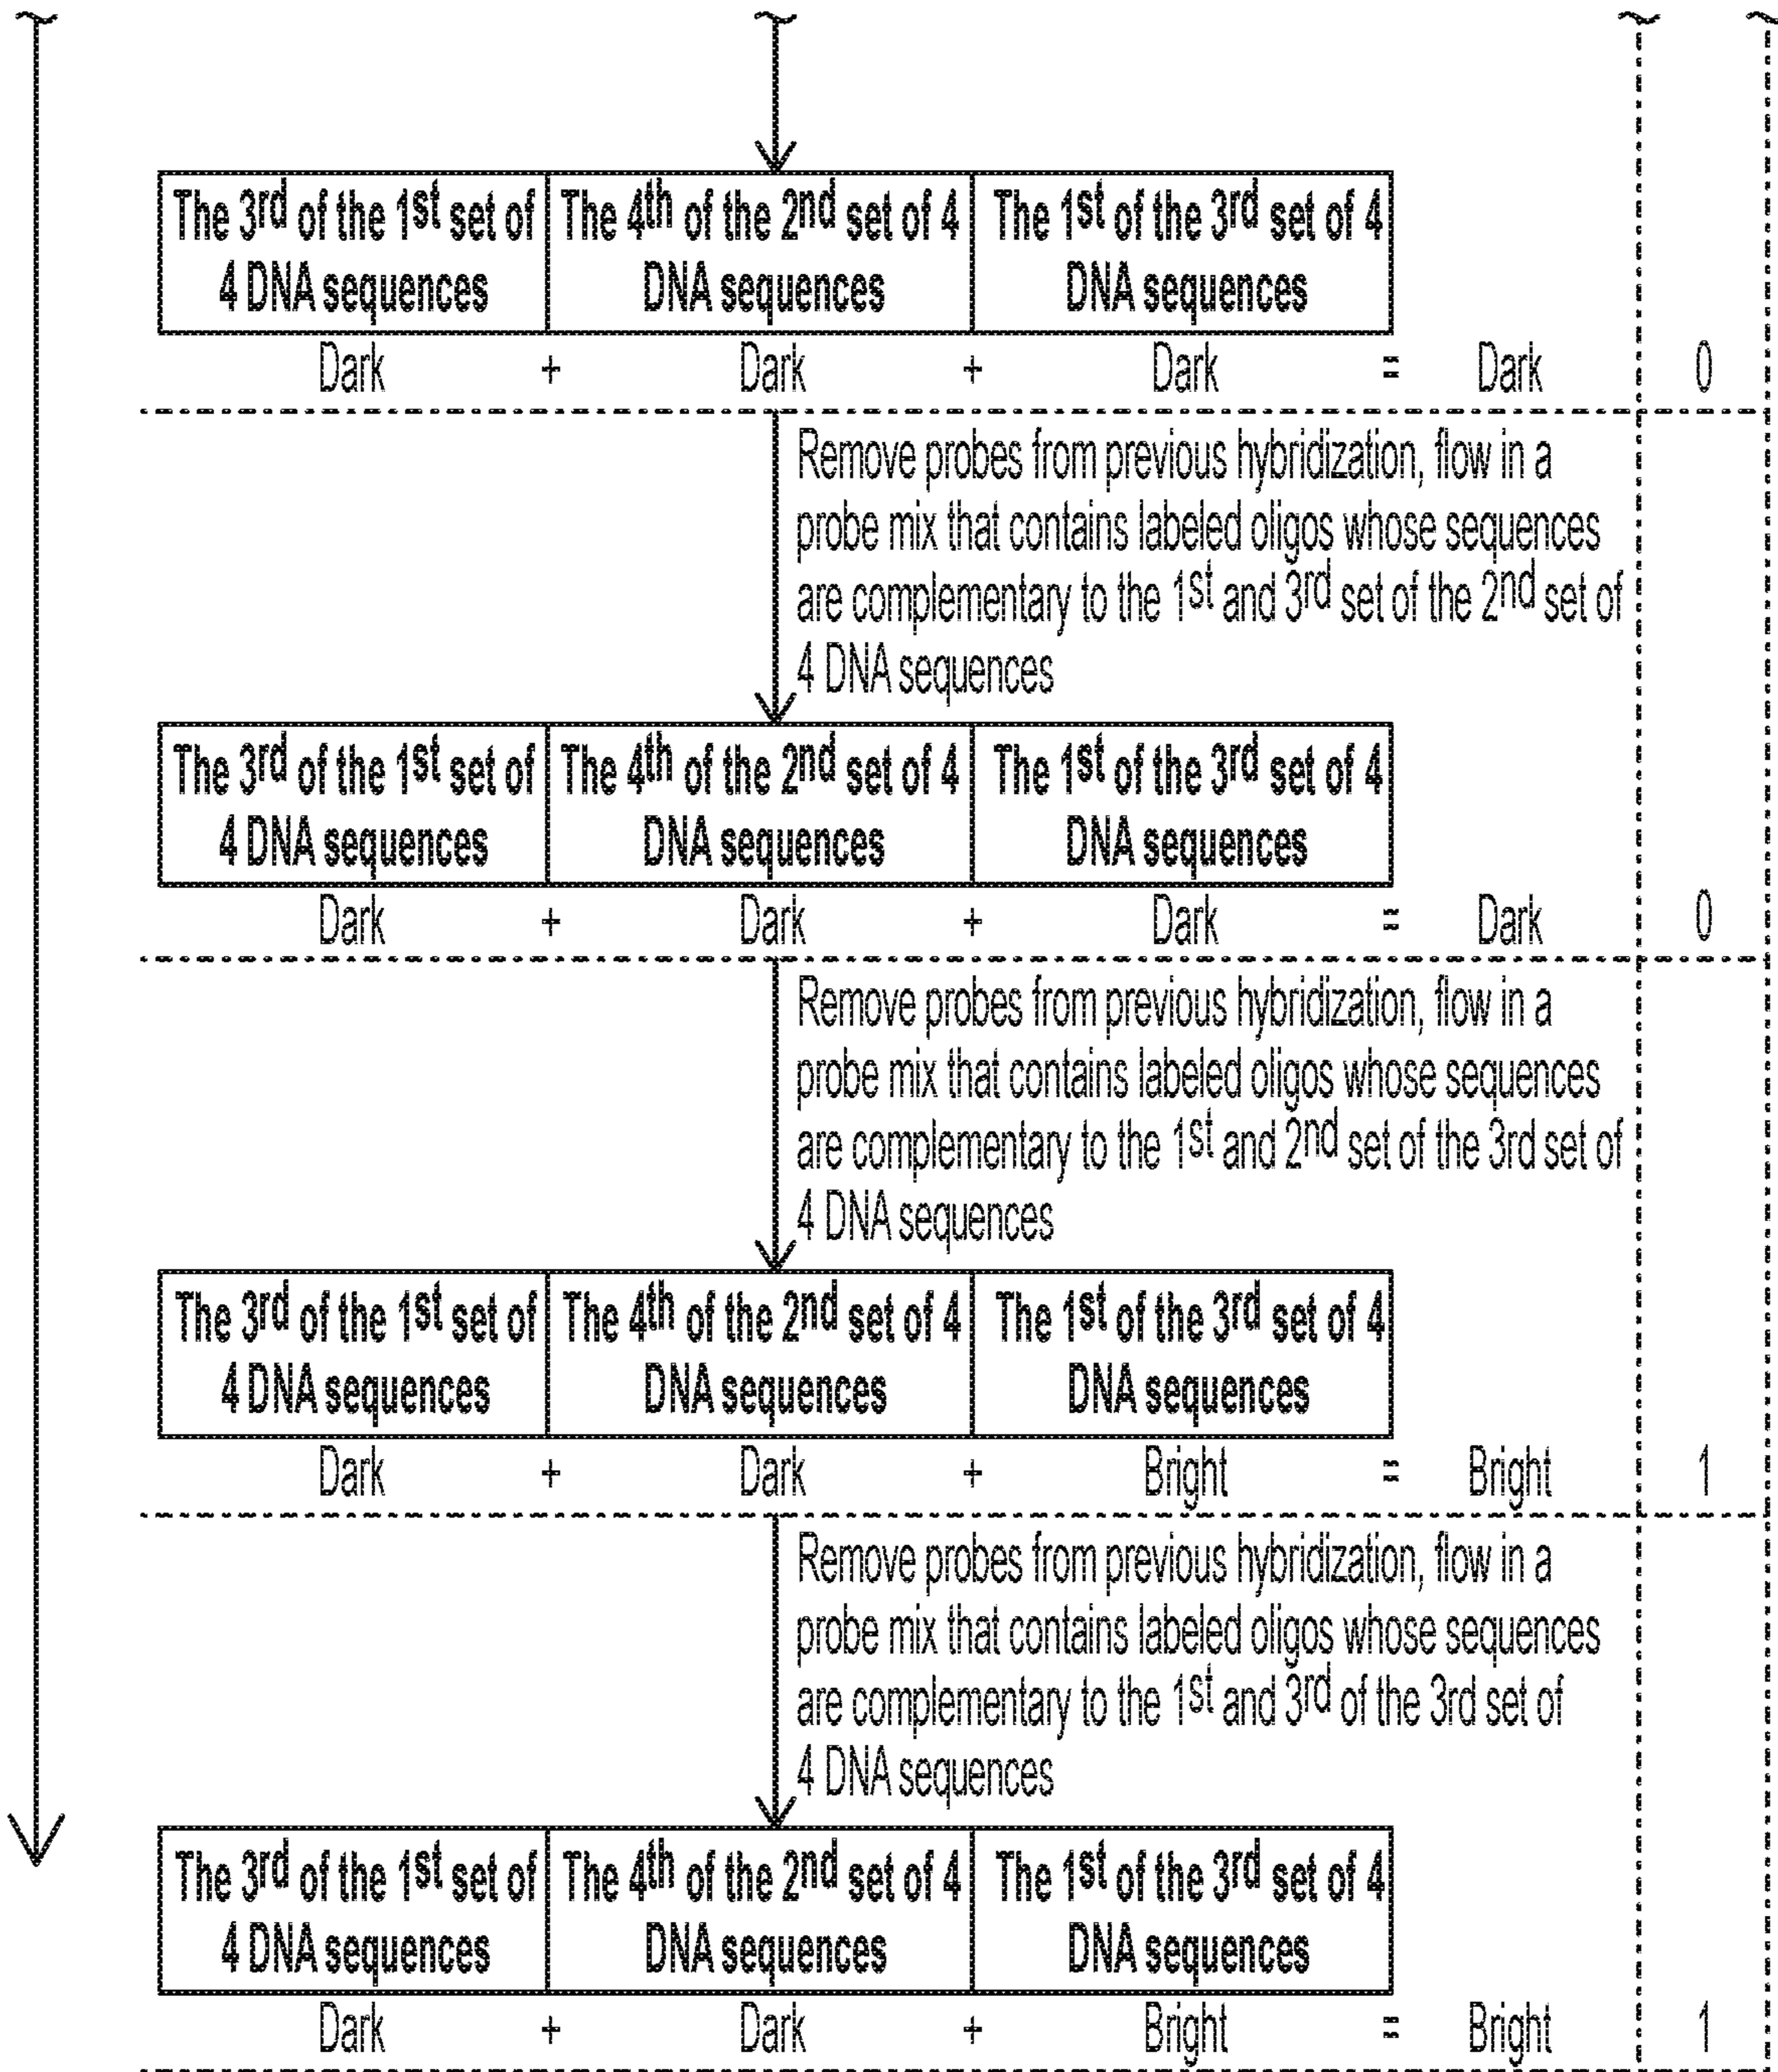 The 3rd of the 1st set of
4 DNA sequences
The 4th of the 2nd set of 4
DNA sequences
The 1st of the 3rd set of 4
DNA sequences
Dark + Dark + Dark = Dark 0
Remove probes from previous hybridization, flow in a
probe mix that contains labeled oligos whose sequences
are complementary to the 1st and 3rd set of the 2nd set of
4 DNA sequences
The 3rd of the 1st set of
4 DNA sequences
The 4th of the 2nd set of 4
DNA sequences
The 1st of the 3rd set of 4
DNA sequences
Dark + Dark + Dark = Dark 0
Remove probes from previous hybridization, flow in a
probe mix that contains labeled oligos whose sequences
are complementary to the 1st and 2nd set of the 3rd set of
4 DNA sequences
The 3rd of the 1st set of
4 DNA sequences
The 4th of the 2nd set of 4
DNA sequences
The 1st of the 3rd set of 4
DNA sequences
Dark + Dark + Bright = Bright 1
Remove probes from previous hybridization, flow in a
probe mix that contains labeled oligos whose sequences
are complementary to the 1st and 3rd of the 3rd set of
4 DNA sequences
The 3rd of the 1st set of
4 DNA sequences
The 4th of the 2nd set of 4
DNA sequences
The 1st of the 3rd set of 4
DNA sequences
Dark + Dark + Bright = Bright 1